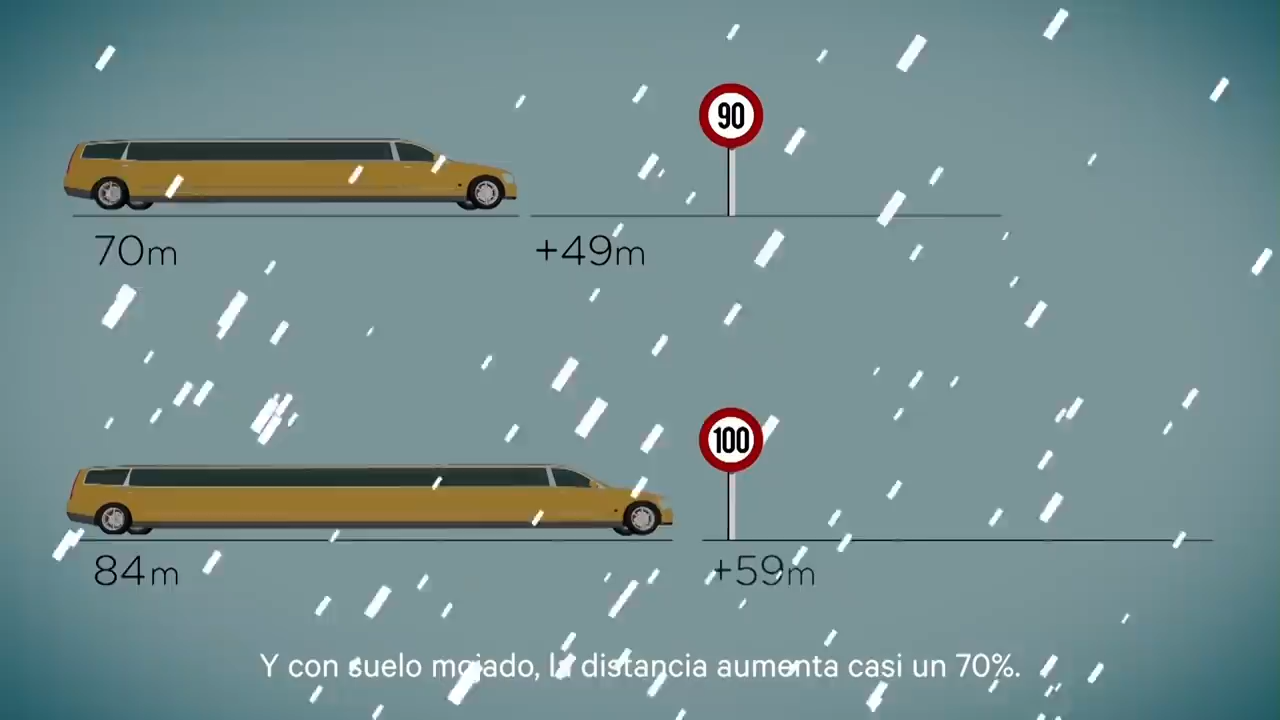 90
70m
+49m
100
84m
+59m
Y con suelo mojado, la distancia aumenta casi un 70%.